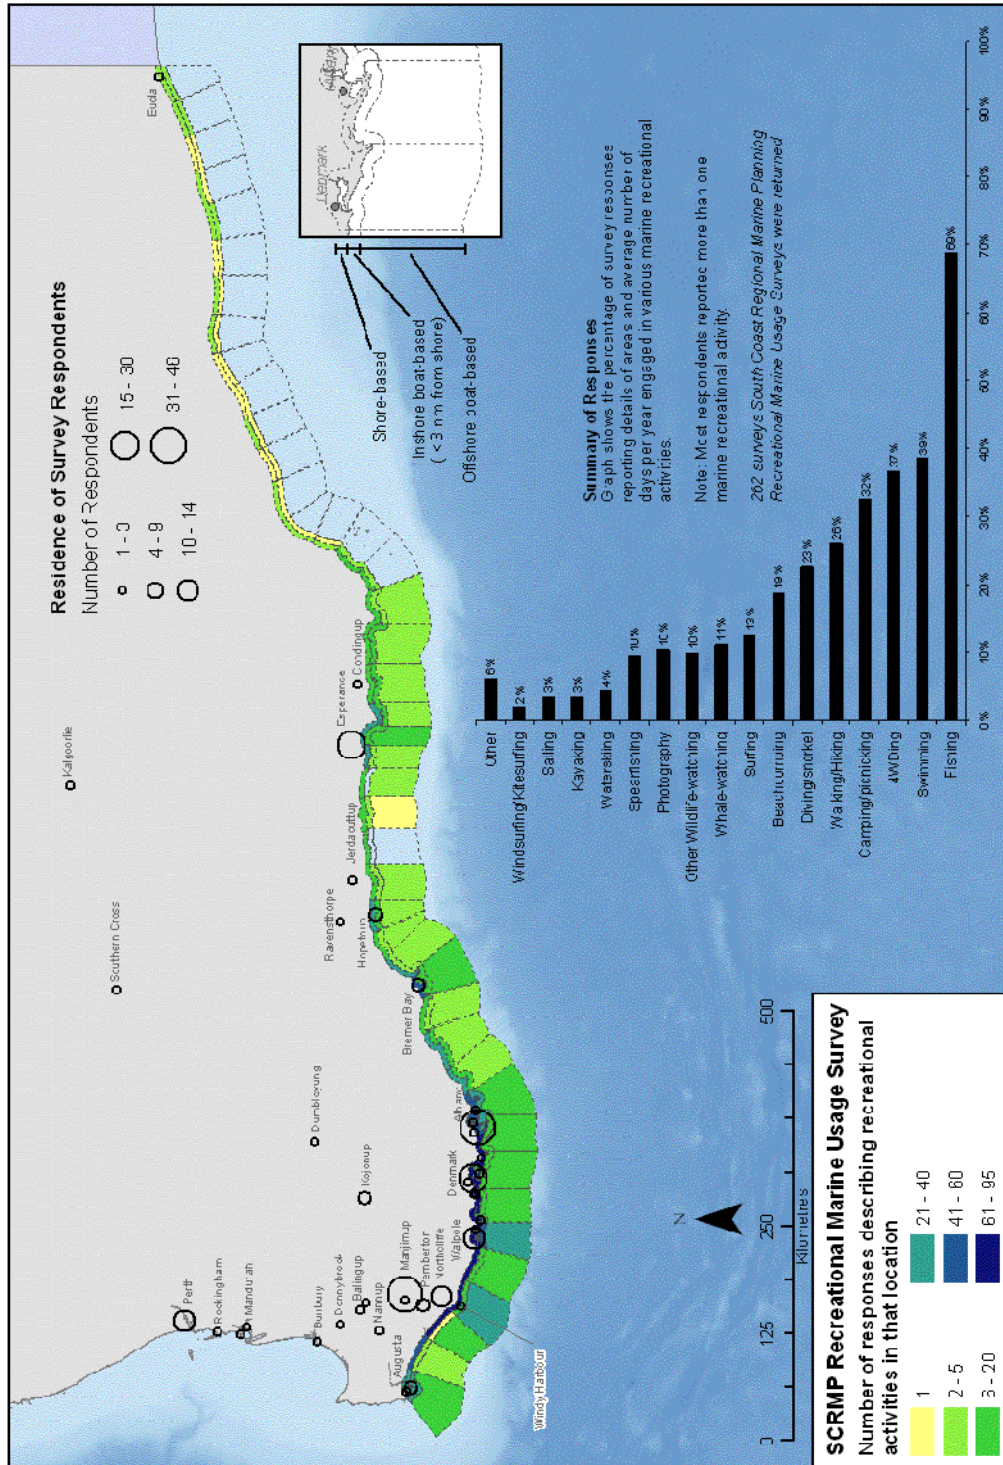 Residence of Survey Respondents
Number of Respondents
1 - 3
4 - 9
10 - 14
15 - 30
31 - 46
Eucla
Kalgoorlie
Southern Cross
Esperance
Condingup
Jerdacuttup
Ravensthorpe
Hopetoun
Bremer Bay
Dumbleyung
Kojonup
Albany
Denmark
Walpole
Manjimup
Pemberton
Northcliffe
Perth
Rockingham
Mandurah
Bunbury
Donnybrook
Balingup
Nannup
Augusta
Windy Harbour
Denmark
Albany
Shore-based
Inshore boat-based
( <3 nm from shore)
Offshore boat-based
Summary of Responses
Graph shows the percentage of survey responses
reporting details of areas and average number of
days per year engaged in various marine recreational
activities.
Note: Most respondents reported more than one
marine recreational activity.
262 surveys South Coast Regional Marine Planning
Recreational Marine Usage Surveys were returned
Other 6%
Windsurfing/Kitesurfing 2%
Sailing 3%
Kayaking 3%
Waterskiing 4%
Spearfishing 10%
Photography 10%
Other Wildlife-watching 10%
Whale-watching 11%
Surfing 13%
Beachcombing 19%
Diving/snorkel 23%
Walking/Hiking 26%
Camping/picnicking 32%
4WDing 37%
Swimming 39%
Fishing 69%
0% 10% 20% 30% 40% 50% 60% 70% 80% 90% 100%
N
0 125 250 500
Kilometres
SCRMP Recreational Marine Usage Survey
Number of responses describing recreational
activities in that location
1
2 - 5
3 - 20
21 - 40
41 - 60
61 - 95